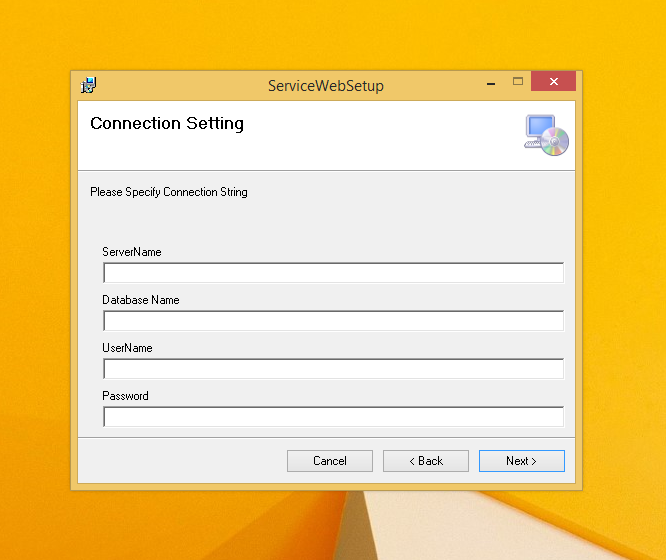 ServiceWebSetup
Connection Setting
Please Specify Connection String
ServerName
Database Name
UserName
Password
Cancel
< Back
Next >